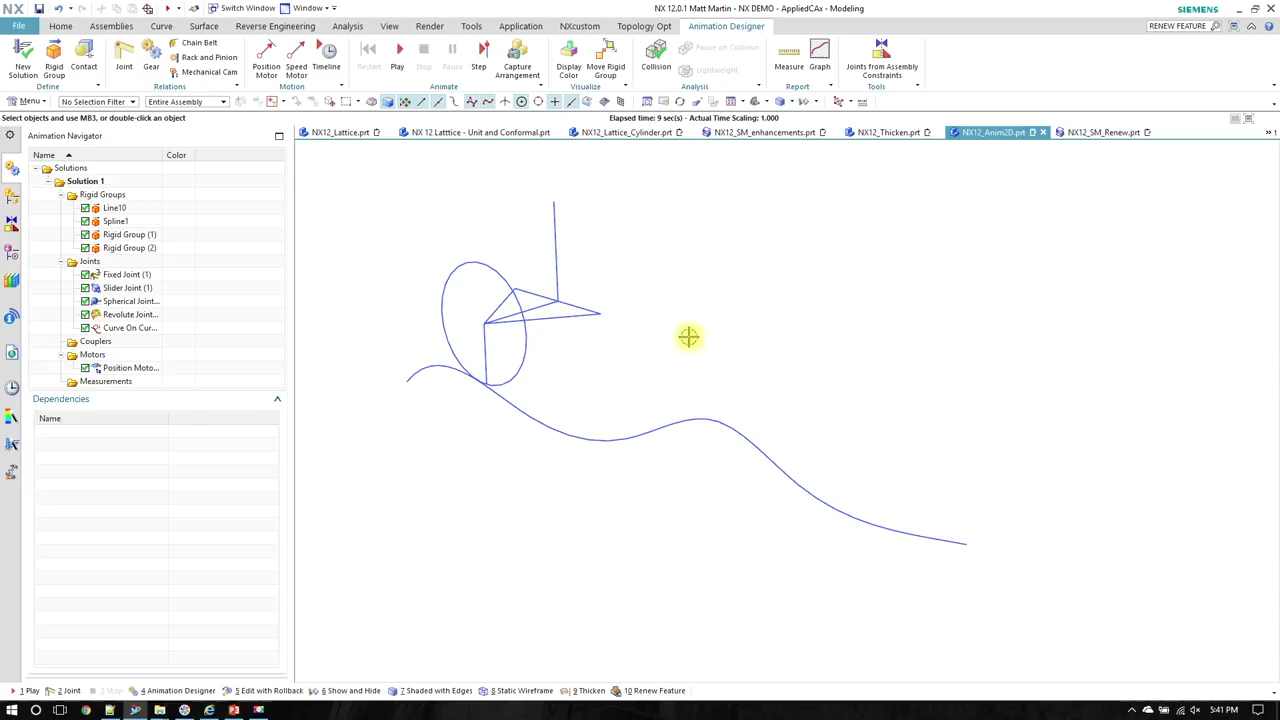 NX
Switch Window
Window
NX 12.0.1 Matt Martin - NX DEMO - AppliedCAx - Modeling
SIEMENS
File Home Assemblies Curve Surface Reverse Engineering Analysis View Render Tools Application NXcustom Topology Opt Animation Designer
RENEW FEATURE
New Solution
Rigid Group
Contact
Define
Joint
Gear
Chain Belt
Rack and Pinion
Mechanical Cam
Relations
Position Motor
Speed Motor
Timeline
Motion
Restart
Play
Stop
Pause
Step
Capture Arrangement
Animate
Display Color
Move Rigid Group
Visualize
Collision
Pause on Collision
Lightweight
Analysis
Measure
Graph
Report
Joints from Assembly Constraints
Tools
Menu
No Selection Filter
Entire Assembly
Select objects and use MB3, or double-click an object
Elapsed time: 9 sec(s) - Actual Time Scaling: 1.000
Animation Navigator
NX12_Lattice.prt
NX 12 Latttice - Unit and Conformal.prt
NX12_Lattice_Cylinder.prt
NX12_SM_enhancements.prt
NX12_Thicken.prt
NX12_Anim2D.prt
NX12_SM_Renew.prt
1
Name Color
Solutions
Solution 1
Rigid Groups
Line10
Spline1
Rigid Group (1)
Rigid Group (2)
Joints
Fixed Joint (1)
Slider Joint (1)
Spherical Joint...
Revolute Joint...
Curve On Cur...
Couplers
Motors
Position Moto...
Measurements
Dependencies
Name
1 Play
2 Joint
3 Stop
4 Animation Designer
5 Edit with Rollback
6 Show and Hide
7 Shaded with Edges
8 Static Wireframe
9 Thicken
10 Renew Feature
5:41 PM